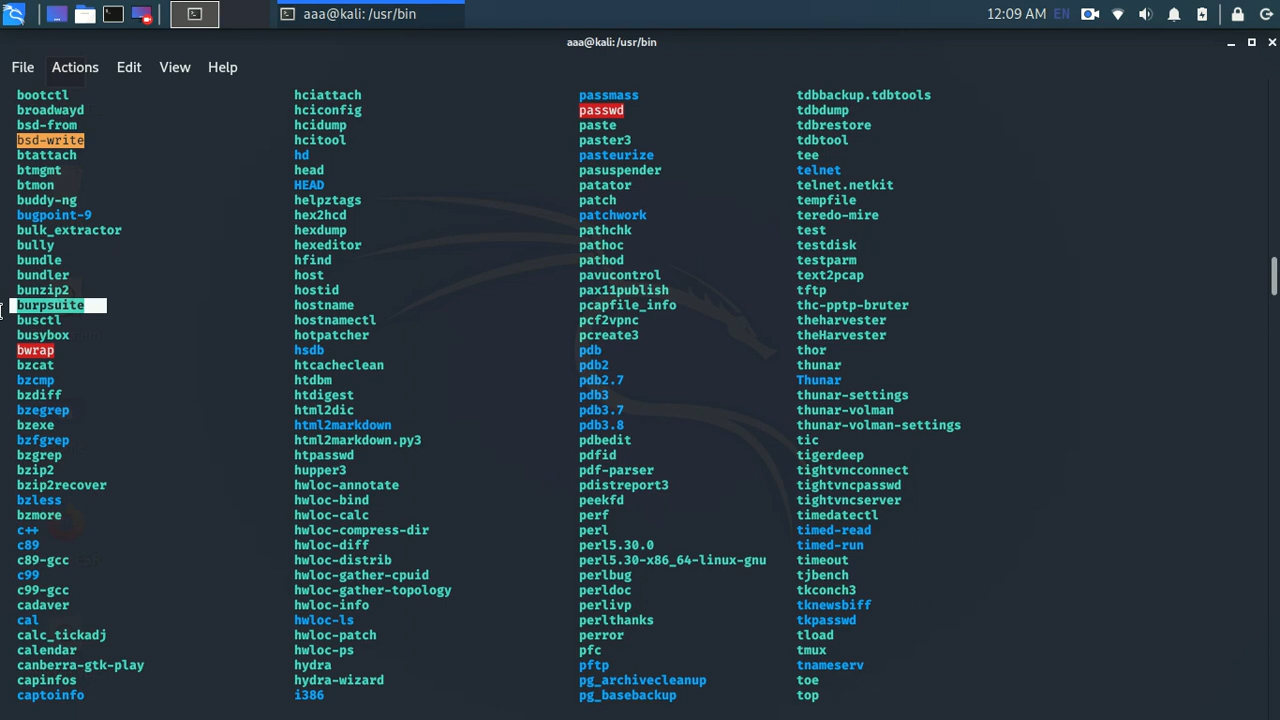 aaa@kali: /usr/bin
12:09 AM EN
aaa@kali: /usr/bin
File Actions Edit View Help
bootctl hciattach passmass tdbbackup.tdbtools
broadwayd hciconfig passwd tdbdump
bsd-from hcidump paste tdbrestore
bsd-write hcitool paster3 tdbtool
btattach hd pasteurize tee
btmgmt head pasuspender telnet
btmon HEAD patator telnet.netkit
buddy-ng helpztags patch tempfile
bugpoint-9 hex2hcd patchwork teredo-mire
bulk_extractor hexdump pathchk test
bully hexeditor pathoc testdisk
bundle hfind pathod testparm
bundler host pavucontrol text2pcap
bunzip2 hostid pax11publish tftp
burpsuite hostname pcapfile_info thc-pptp-bruter
busctl hostnamectl pcf2vpnc theharvester
busybox hotpatcher pcreate3 theHarvester
bwrap hsdb pdb thor
bzcat htcacheclean pdb2 thunar
bzcmp htdbm pdb2.7 Thunar
bzdiff htdigest pdb3 thunar-settings
bzegrep html2dic pdb3.7 thunar-volman
bzexe html2markdown pdb3.8 thunar-volman-settings
bzfgrep html2markdown.py3 pdbedit tic
bzgrep htpasswd pdfid tigerdeep
bzip2 hupper3 pdf-parser tightvncconnect
bzip2recover hwloc-annotate pdistreport3 tightvncpasswd
bzless hwloc-bind peekfd tightvncserver
bzmore hwloc-calc perf timedatectl
c++ hwloc-compress-dir perl timed-read
c89 hwloc-diff perl5.30.0 timed-run
c89-gcc hwloc-distrib perl5.30-x86_64-linux-gnu timeout
c99 hwloc-gather-cpuid perlbug tjbench
c99-gcc hwloc-gather-topology perldoc tkconch3
cadaver hwloc-info perlivp tknewsbiff
cal hwloc-ls perlthanks tkpasswd
calc_tickadj hwloc-patch perror tload
calendar hwloc-ps pfc tmux
canberra-gtk-play hydra pftp tnameserv
capinfos hydra-wizard pg_archivecleanup toe
captoinfo i386 pg_basebackup top